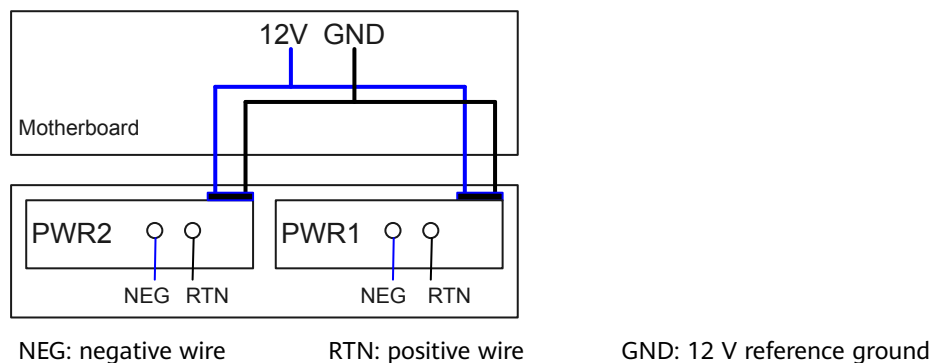 12V GND
Motherboard
PWR2 PWR1
NEG RTN NEG RTN
NEG: negative wire RTN: positive wire GND: 12 V reference ground